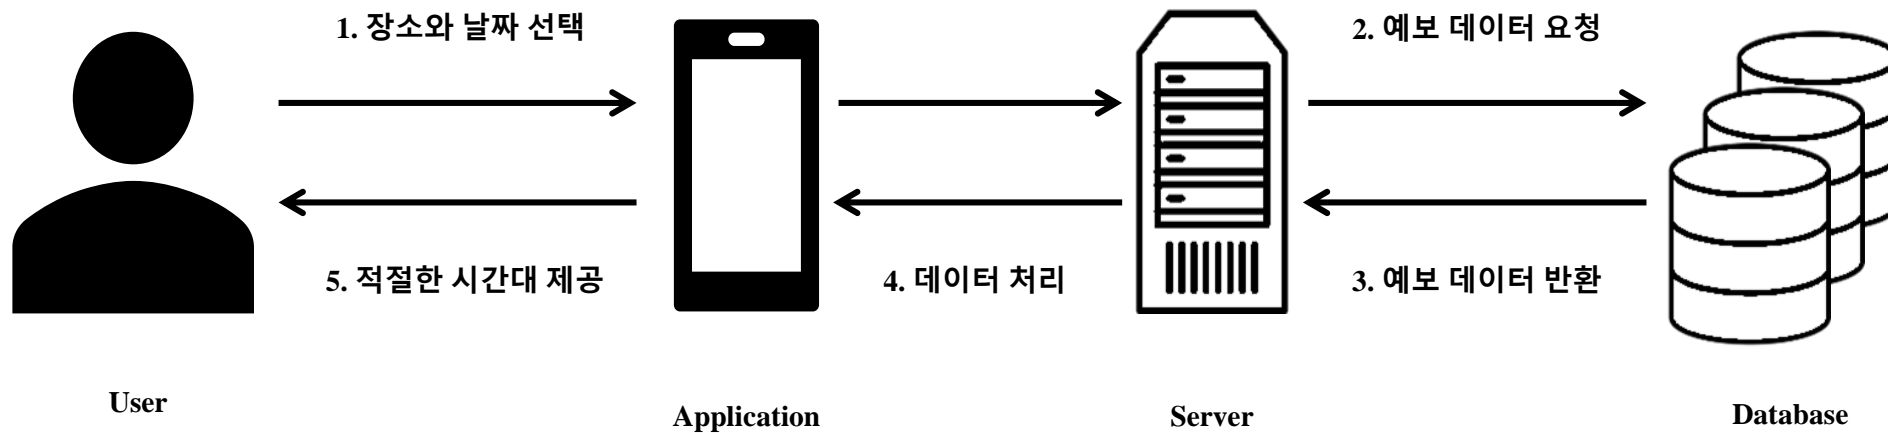 1. 장소와 날짜 선택
2. 예보 데이터 요청
5. 적절한 시간대 제공
4. 데이터 처리
3. 예보 데이터 반환
User
Application
Server
Database